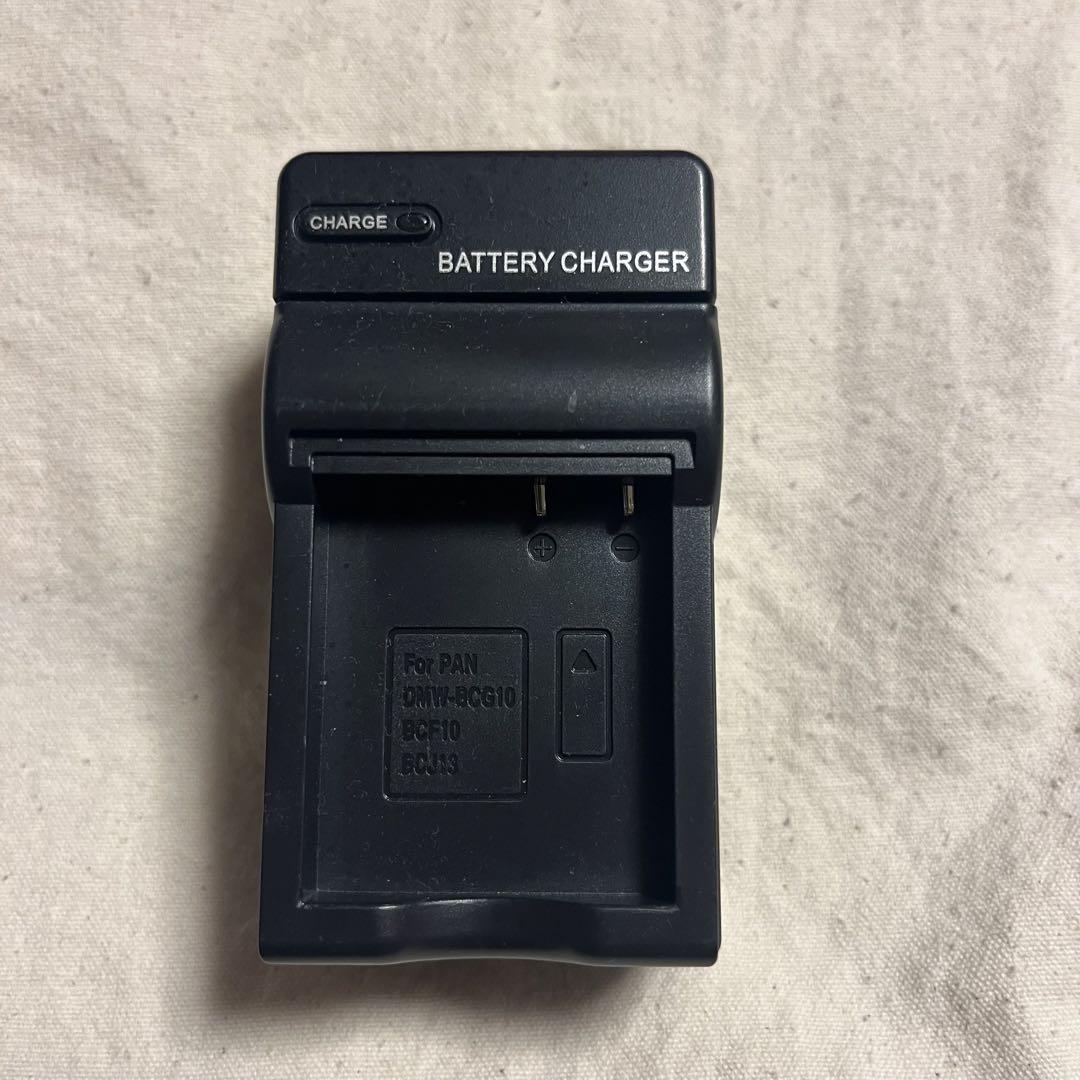 CHARGE
BATTERY CHARGER
+ -
For PAN
DMW-BCG10
BCF10
BCJ13